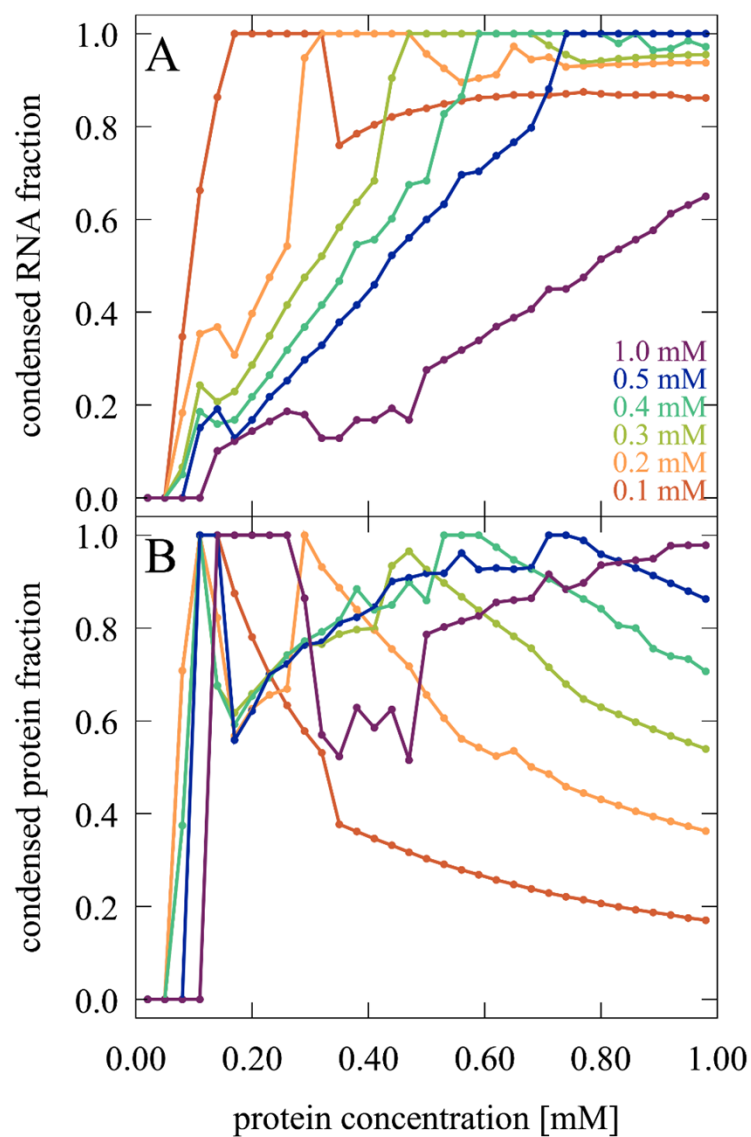 A
1.0
0.8
0.6
0.4
0.2
0.0
condensed RNA fraction
1.0 mM
0.5 mM
0.4 mM
0.3 mM
0.2 mM
0.1 mM
B
1.0
0.8
0.6
0.4
0.2
0.0
condensed protein fraction
0.00 0.20 0.40 0.60 0.80 1.00
protein concentration [mM]